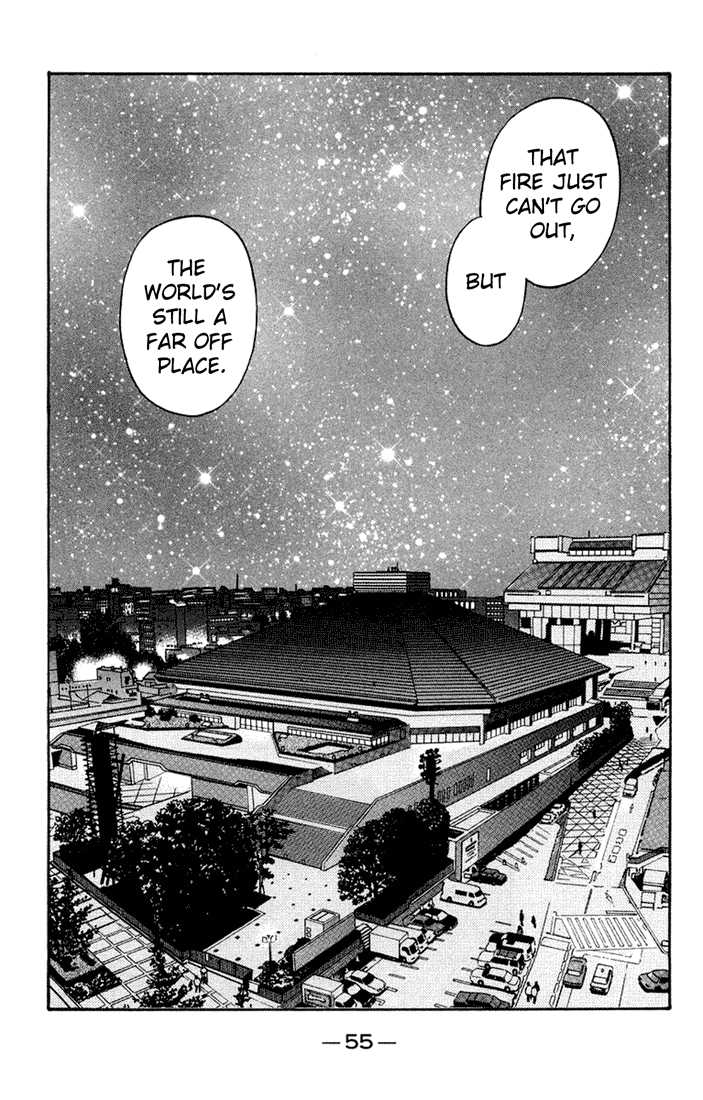 THAT
FIRE JUST
CAN'T GO
OUT,
BUT
THE
WORLD'S
STILL A
FAR OFF
PLACE.
—55—